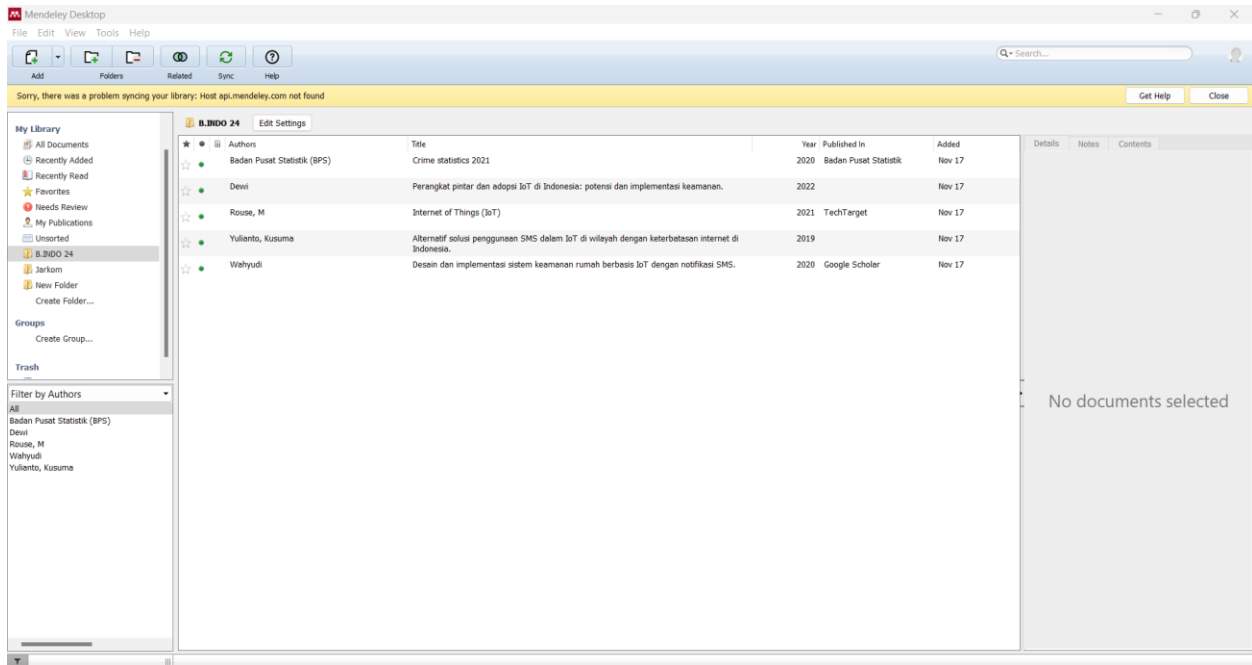 Mendeley Desktop
File Edit View Tools Help
Add Folders Related Sync Help
Search...
Sorry, there was a problem syncing your library: Host api.mendeley.com not found
Get Help Close
My Library
All Documents
Recently Added
Recently Read
Favorites
Needs Review
My Publications
Unsorted
B.INDO 24
Jarkom
New Folder
Create Folder...
Groups
Create Group...
Trash
Filter by Authors
All
Badan Pusat Statistik (BPS)
Dewi
Rouse, M
Wahyudi
Yulianto, Kusuma
B.INDO 24 Edit Settings
Authors Title Year Published In Added
Badan Pusat Statistik (BPS) Crime statistics 2021 2020 Badan Pusat Statistik Nov 17
Dewi Perangkat pintar dan adopsi IoT di Indonesia: potensi dan implementasi keamanan. 2022 Nov 17
Rouse, M Internet of Things (IoT) 2021 TechTarget Nov 17
Yulianto, Kusuma Alternatif solusi penggunaan SMS dalam IoT di wilayah dengan keterbatasan internet di 2019 Nov 17
Indonesia.
Wahyudi Desain dan implementasi sistem keamanan rumah berbasis IoT dengan notifikasi SMS. 2020 Google Scholar Nov 17
Details Notes Contents
No documents selected